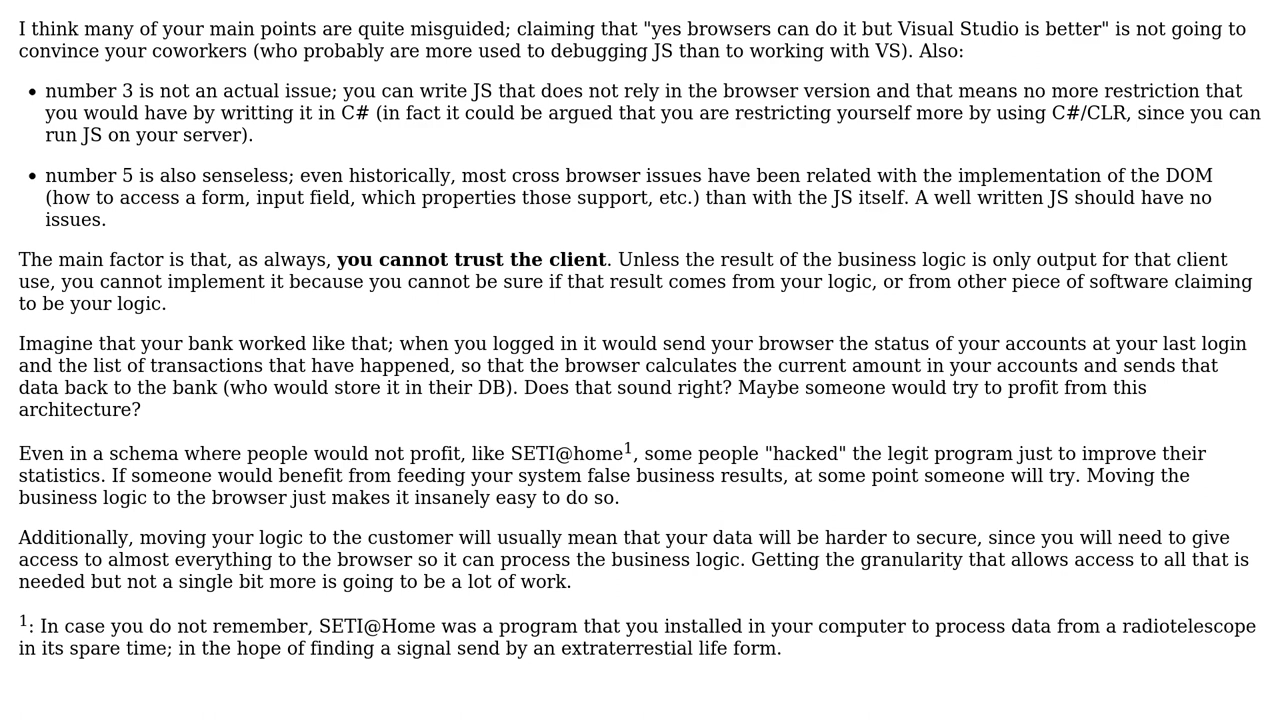 I think many of your main points are quite misguided; claiming that "yes browsers can do it but Visual Studio is better" is not going to
convince your coworkers (who probably are more used to debugging JS than to working with VS). Also:
• number 3 is not an actual issue; you can write JS that does not rely in the browser version and that means no more restriction that
you would have by writting it in C# (in fact it could be argued that you are restricting yourself more by using C#/CLR, since you can
run JS on your server).
• number 5 is also senseless; even historically, most cross browser issues have been related with the implementation of the DOM
(how to access a form, input field, which properties those support, etc.) than with the JS itself. A well written JS should have no
issues.
The main factor is that, as always, you cannot trust the client. Unless the result of the business logic is only output for that client
use, you cannot implement it because you cannot be sure if that result comes from your logic, or from other piece of software claiming
to be your logic.
Imagine that your bank worked like that; when you logged in it would send your browser the status of your accounts at your last login
and the list of transactions that have happened, so that the browser calculates the current amount in your accounts and sends that
data back to the bank (who would store it in their DB). Does that sound right? Maybe someone would try to profit from this
architecture?
Even in a schema where people would not profit, like SETI@home¹, some people "hacked" the legit program just to improve their
statistics. If someone would benefit from feeding your system false business results, at some point someone will try. Moving the
business logic to the browser just makes it insanely easy to do so.
Additionally, moving your logic to the customer will usually mean that your data will be harder to secure, since you will need to give
access to almost everything to the browser so it can process the business logic. Getting the granularity that allows access to all that is
needed but not a single bit more is going to be a lot of work.
¹: In case you do not remember, SETI@Home was a program that you installed in your computer to process data from a radiotelescope
in its spare time; in the hope of finding a signal send by an extraterrestial life form.